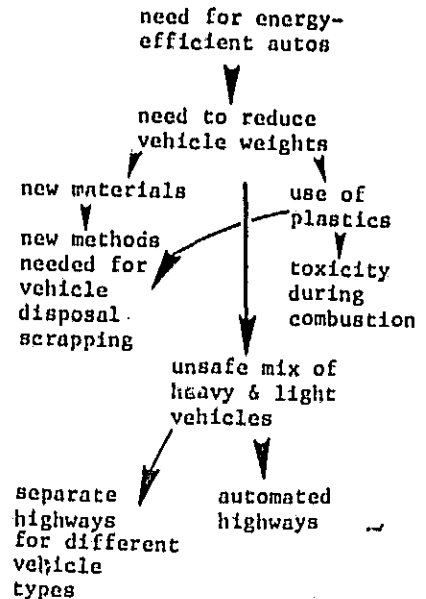 need for energy-
efficient autos
need to reduce
vehicle weights
new materials
use of
plastics
new methods
needed for
vehicle
disposal
scrapping
toxicity
during
combustion
unsafe mix of
heavy & light
vehicles
separate
highways
for different
vehicle
types
automated
highways